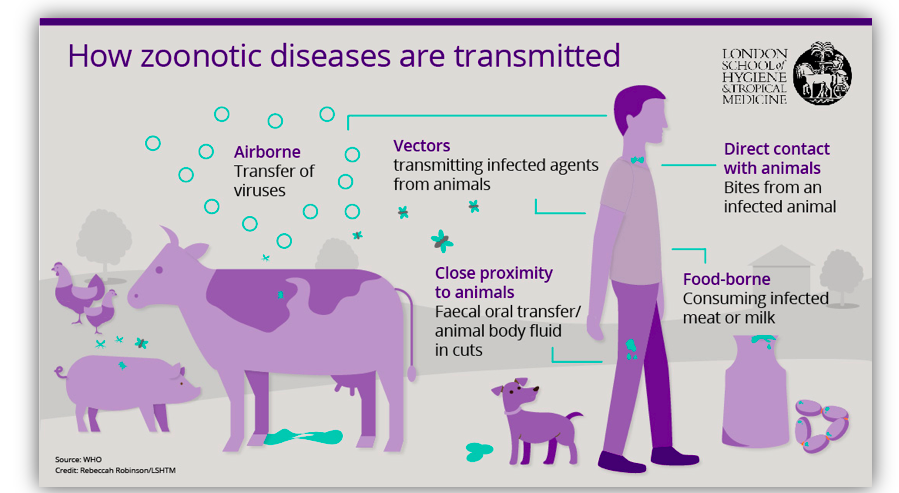 How zoonotic diseases are transmitted
LONDON
SCHOOL of
HYGIENE
&TROPICAL
MEDICINE
Airborne
Transfer of
viruses
Vectors
transmitting infected agents
from animals
Direct contact
with animals
Bites from an
infected animal
Close proximity
to animals
Faecal oral transfer/
animal body fluid
in cuts
Food-borne
Consuming infected
meat or milk
Source: WHO
Credit: Rebeccah Robinson/LSHTM